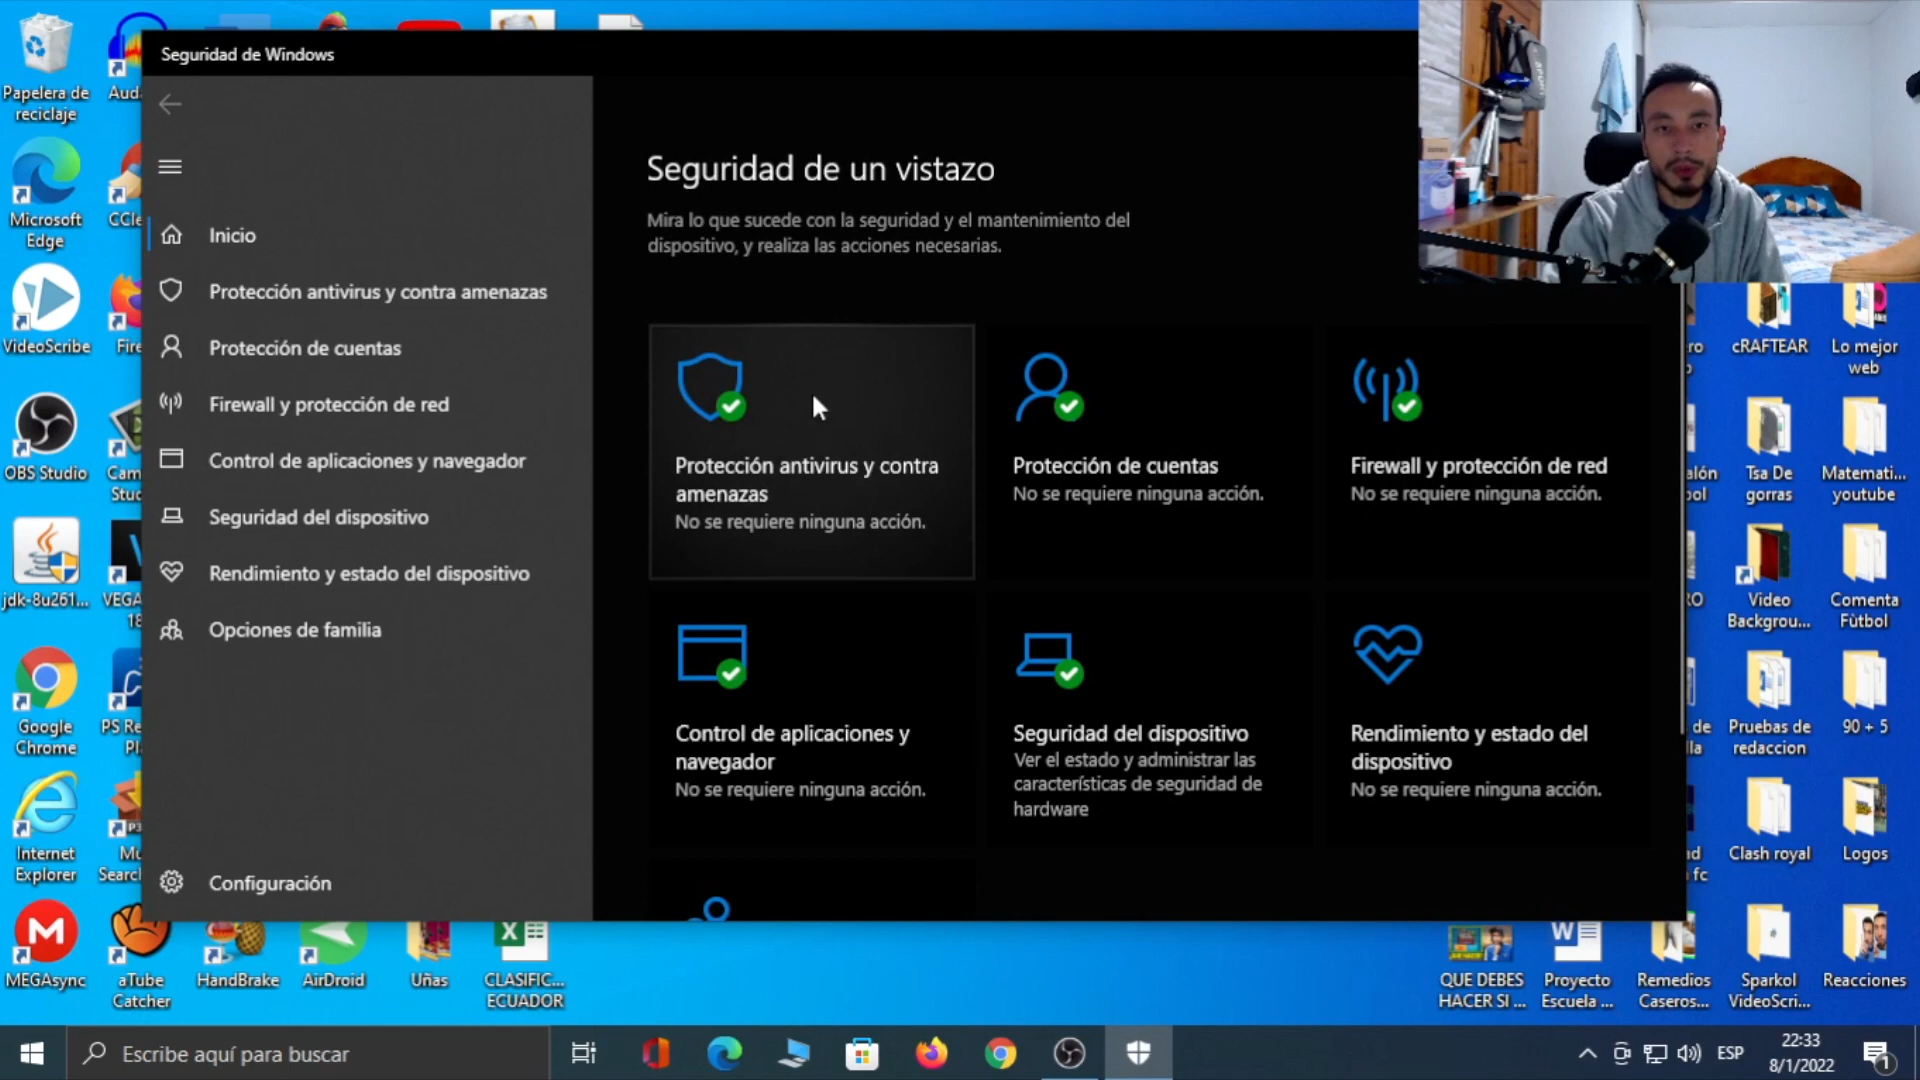 Seguridad de Windows
Inicio
Protección antivirus y contra amenazas
Protección de cuentas
Firewall y protección de red
Control de aplicaciones y navegador
Seguridad del dispositivo
Rendimiento y estado del dispositivo
Opciones de familia
Configuración
Seguridad de un vistazo
Mira lo que sucede con la seguridad y el mantenimiento del
dispositivo, y realiza las acciones necesarias.
Protección antivirus y contra
amenazas
No se requiere ninguna acción.
Protección de cuentas
No se requiere ninguna acción.
Firewall y protección de red
No se requiere ninguna acción.
Control de aplicaciones y
navegador
No se requiere ninguna acción.
Seguridad del dispositivo
Ver el estado y administrar las
características de seguridad de
hardware
Rendimiento y estado del
dispositivo
No se requiere ninguna acción.
Papelera de
reciclaje
Microsoft
Edge
VideoScribe
OBS Studio
jdk-8u261...
Google
Chrome
Internet
Explorer
MEGAsync
aTube
Catcher
HandBrake
AirDroid
Uñas
CLASIFIC...
ECUADOR
cRAFTEAR
Lo mejor
web
Tsa De
gorras
Matemati...
youtube
Video
Backgrou...
Comenta
Fùtbol
Pruebas de
redaccion
90 + 5
Clash royal
Logos
QUE DEBES
HACER SI ...
Proyecto
Escuela ...
Remedios
Caseros...
Sparkol
VideoScri...
Reacciones
Escribe aquí para buscar
ESP
22:33
8/1/2022
1